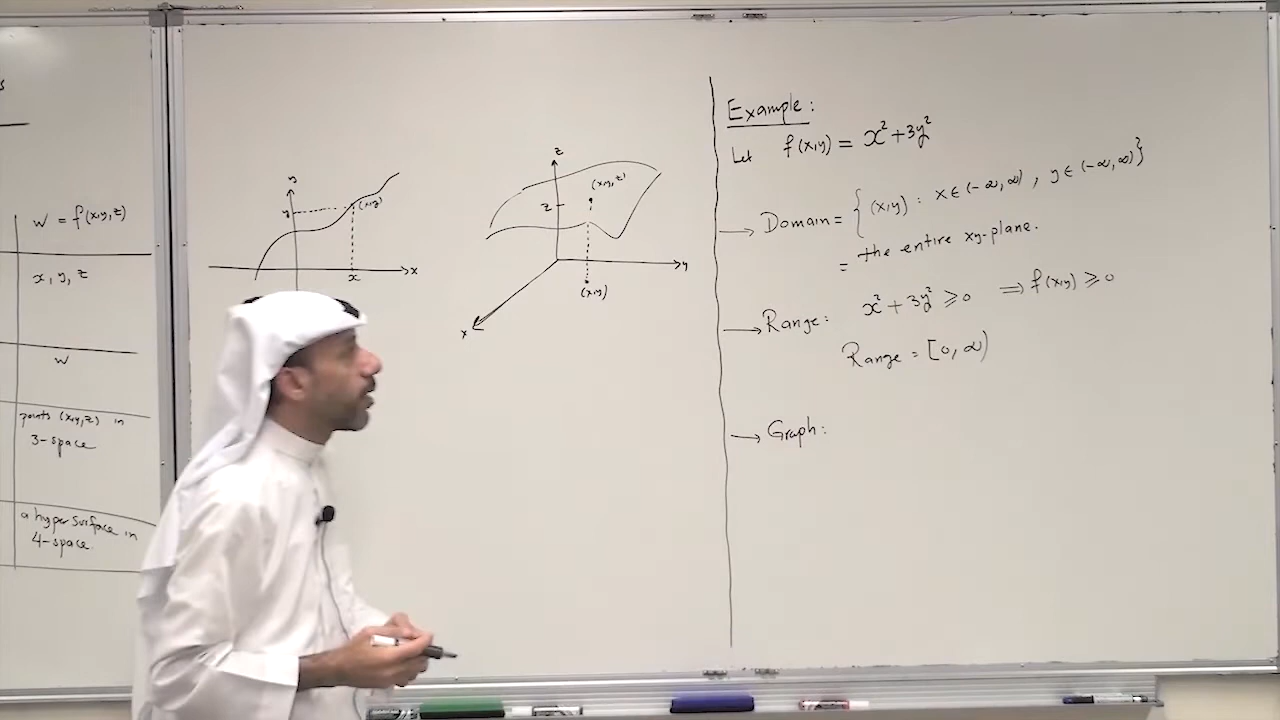 s
w = f(x,y,z)
x, y, z
w
points (x,y,z) in
3-space
a hyper surface in
4-space
y
y
(x,y)
x
x
z
(x,y,z)
z
y
(x,y)
x
Example:
Let f(x,y) = x² + 3y²
→ Domain = { (x,y) : x ∈ (-∞, ∞) , y ∈ (-∞, ∞) }
= the entire xy-plane.
→ Range: x² + 3y² ≥ 0 ⇒ f(x,y) ≥ 0
Range = [0, ∞)
→ Graph: